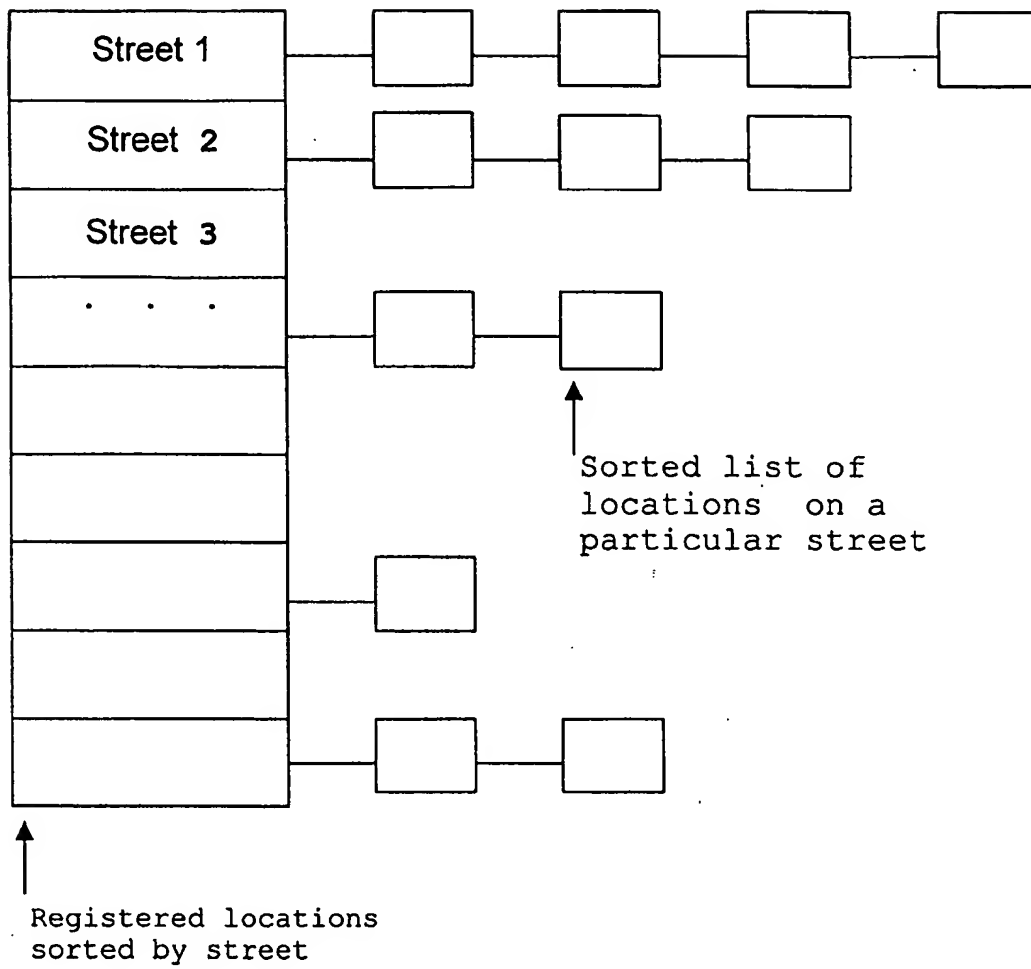 Street 1
Street 2
Street 3
. . .
Sorted list of
locations on a
particular street
Registered locations
sorted by street